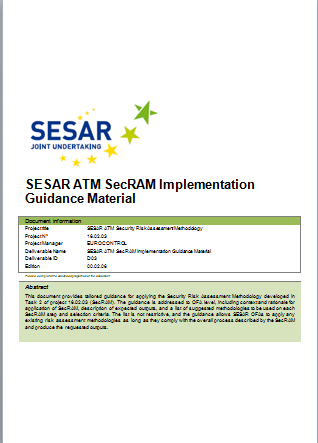 SESAR
JOINT UNDERTAKING
SESAR ATM SecRAM Implementation
Guidance Material
Document information
Project title SESAR ATM Security Risk Assessment Methodology
Project N° 16.02.03
Project Manager EUROCONTROL
Deliverable Name SESAR ATM SecRAM Implementation Guidance Material
Deliverable ID D03
Edition 00.02.06
Abstract
This document provides tailored guidance for applying the Security Risk Assessment Methodology developed in
Task 2 of project 16.02.03 (SecRAM). The guidance is addressed to OFA level, including context and rationale for
application of SecRAM, description of expected outputs, and a list of suggested methodologies to be used on each
SecRAM step and selection criteria. The list is not restrictive, and the guidance allows SESAR OFAs to apply any
existing risk assessment methodologies as long as they comply with the overall process described by the SecRAM
and produce the requested outputs.